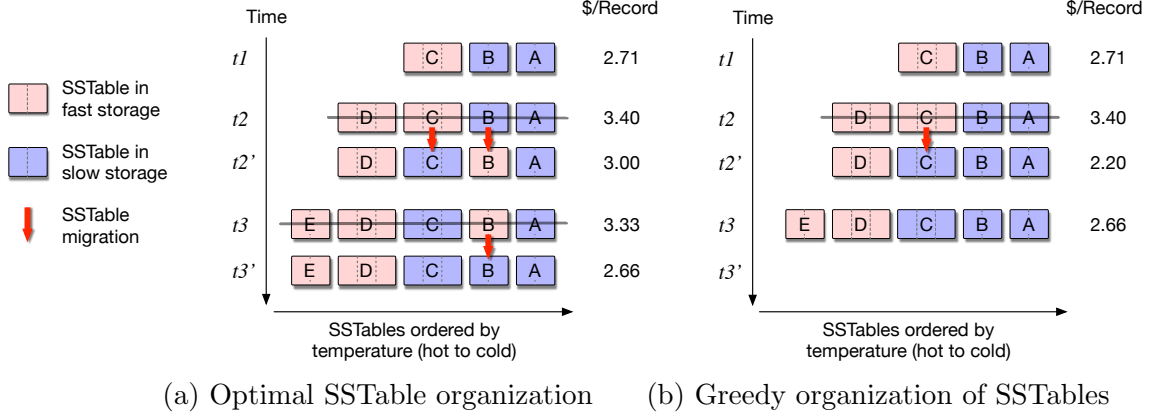 SSTable in
fast storage
SSTable in
slow storage
SSTable
migration
Time
$/Record
t1
C B A
2.71
t2
D C B A
3.40
t2'
D C B A
3.00
t3
E D C B A
3.33
t3’
E D C B A
2.66
SSTables ordered by
temperature (hot to cold)
(a) Optimal SSTable organization
Time
$/Record
t1
C B A
2.71
t2
D C B A
3.40
t2'
D C B A
2.20
t3
E D C B A
2.66
t3’
SSTables ordered by
temperature (hot to cold)
(b) Greedy organization of SSTables